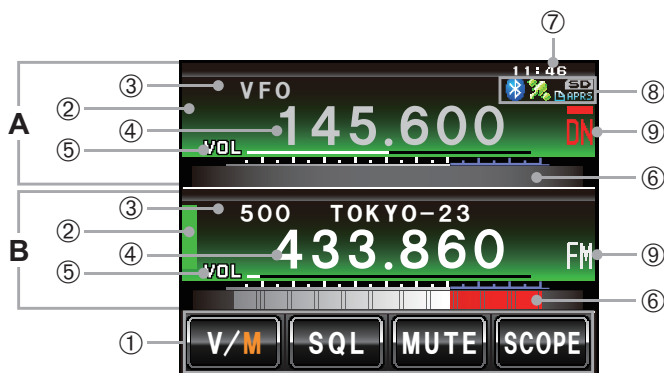 ⑦
11:46
③ VFO SD ⑧
② APRS
A ④ 145.600 DN ⑨
⑤ VOL
⑥
③ 500 TOKYO-23
② ④ 433.860 FM ⑨
B
⑤ VOL
⑥
① V/M SQL MUTE SCOPE